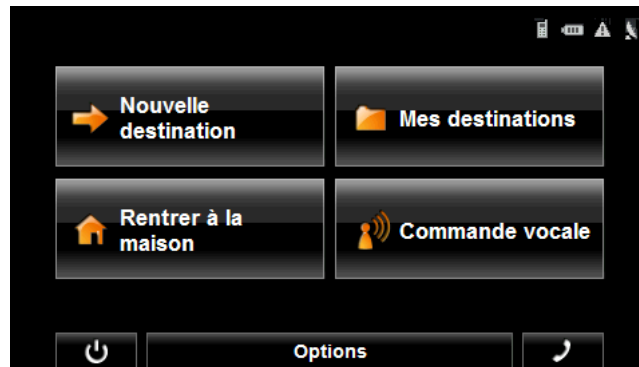 Nouvelle
destination
Mes destinations
Rentrer à la
maison
Commande vocale
Options